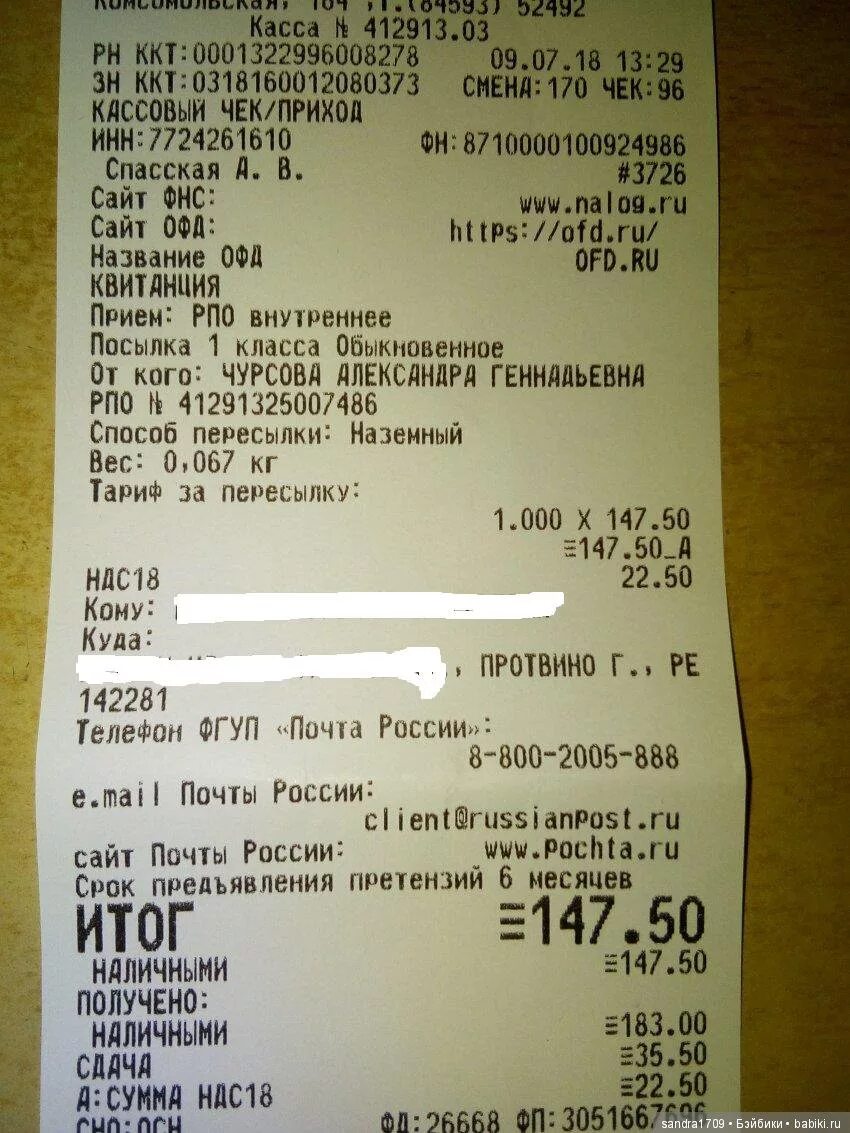 Комсомольская, 184 ,т.(84593) 52492
Касса № 412913.03
РН ККТ:0001322996008278 09.07.18 13:29
ЗН ККТ:0318160012080373 СМЕНА:170 ЧЕК:96
КАССОВЫЙ ЧЕК/ПРИХОД
ИНН:7724261610 ФН:8710000100924986
Спасская А. В. #3726
Сайт ФНС: www.nalog.ru
Сайт ОФД: https://ofd.ru/
Название ОФД OFD.RU
КВИТАНЦИЯ
Прием: РПО внутреннее
Посылка 1 класса Обыкновенное
От кого: ЧУРСОВА АЛЕКСАНДРА ГЕННАДЬЕВНА
РПО № 41291325007486
Способ пересылки: Наземный
Вес: 0,067 кг
Тариф за пересылку:
1.000 X 147.50
≡147.50_А
НДС18 22.50
Кому:
Куда:
, ПРОТВИНО Г., РЕ
142281
Телефон ФГУП «Почта России»:
8-800-2005-888
e.mail Почты России:
client@russianpost.ru
сайт Почты России: www.pochta.ru
Срок предъявления претензий 6 месяцев
ИТОГ ≡147.50
НАЛИЧНЫМИ ≡147.50
ПОЛУЧЕНО:
НАЛИЧНЫМИ ≡183.00
СДАЧА ≡35.50
А:СУММА НДС18 ≡22.50
СНО:ОСН ФД:26668 ФП:3051667696
sandra1709 • Бэйбики • babiki.ru